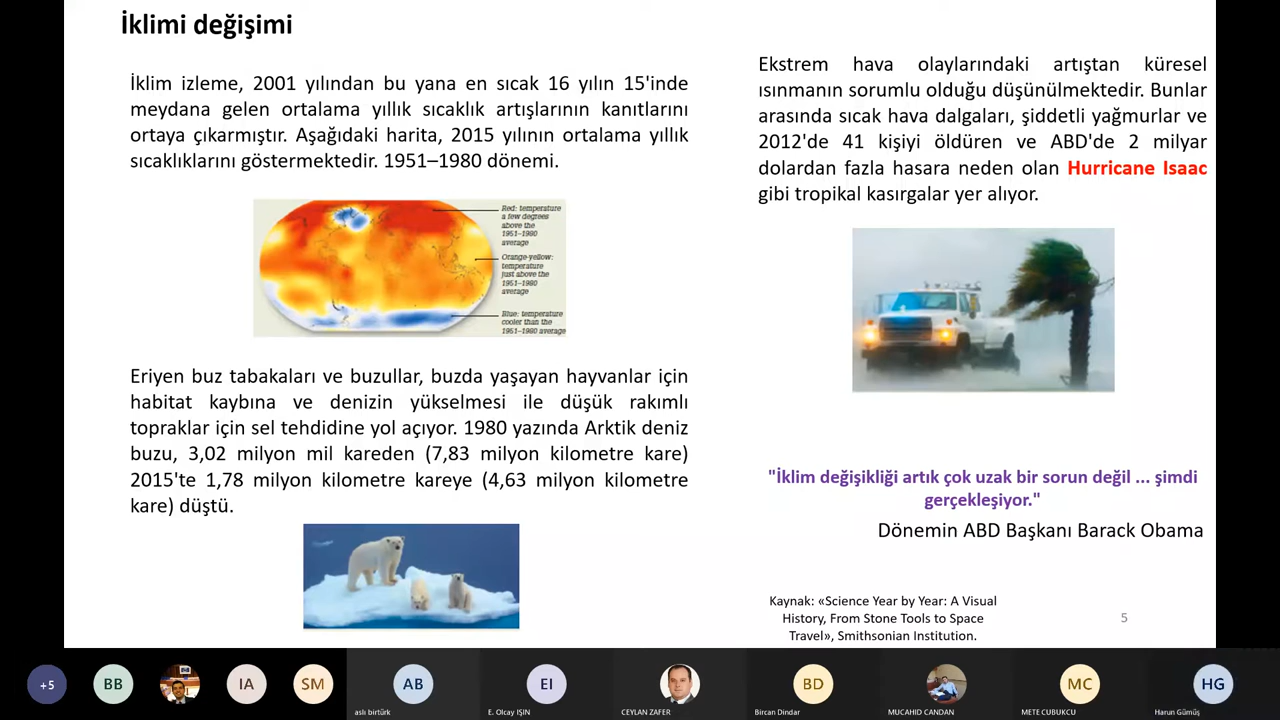 İklimi değişimi
İklim izleme, 2001 yılından bu yana en sıcak 16 yılın 15'inde
meydana gelen ortalama yıllık sıcaklık artışlarının kanıtlarını
ortaya çıkarmıştır. Aşağıdaki harita, 2015 yılının ortalama yıllık
sıcaklıklarını göstermektedir. 1951–1980 dönemi.
Red: temperature
a few degrees
above the
1951–1980
average
Orange-yellow:
temperature
just above the
1951–1980
average
Blue: temperature
cooler than the
1951–1980 average
Eriyen buz tabakaları ve buzullar, buzda yaşayan hayvanlar için
habitat kaybına ve denizin yükselmesi ile düşük rakımlı
topraklar için sel tehdidine yol açıyor. 1980 yazında Arktik deniz
buzu, 3,02 milyon mil kareden (7,83 milyon kilometre kare)
2015'te 1,78 milyon kilometre kareye (4,63 milyon kilometre
kare) düştü.
Ekstrem hava olaylarındaki artıştan küresel
ısınmanın sorumlu olduğu düşünülmektedir. Bunlar
arasında sıcak hava dalgaları, şiddetli yağmurlar ve
2012'de 41 kişiyi öldüren ve ABD'de 2 milyar
dolardan fazla hasara neden olan Hurricane Isaac
gibi tropikal kasırgalar yer alıyor.
"İklim değişikliği artık çok uzak bir sorun değil ... şimdi
gerçekleşiyor."
Dönemin ABD Başkanı Barack Obama
Kaynak: «Science Year by Year: A Visual
History, From Stone Tools to Space
Travel», Smithsonian Institution.
5
+5
BB
IA
SM
AB
aslı birtürk
EI
E. Olcay IŞIN
CEYLAN ZAFER
BD
Bircan Dindar
MUCAHID CANDAN
MC
METE CUBUKCU
HG
Harun Gümüş